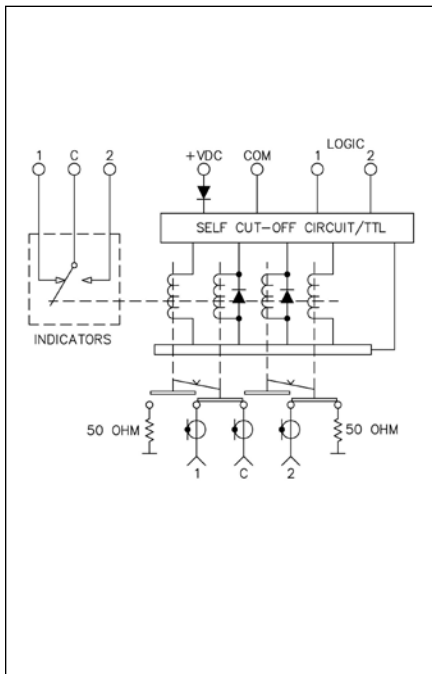 LOGIC
1 C 2 +VDC COM 1 2
SELF CUT-OFF CIRCUIT/TTL
INDICATORS
50 OHM 50 OHM
1 C 2